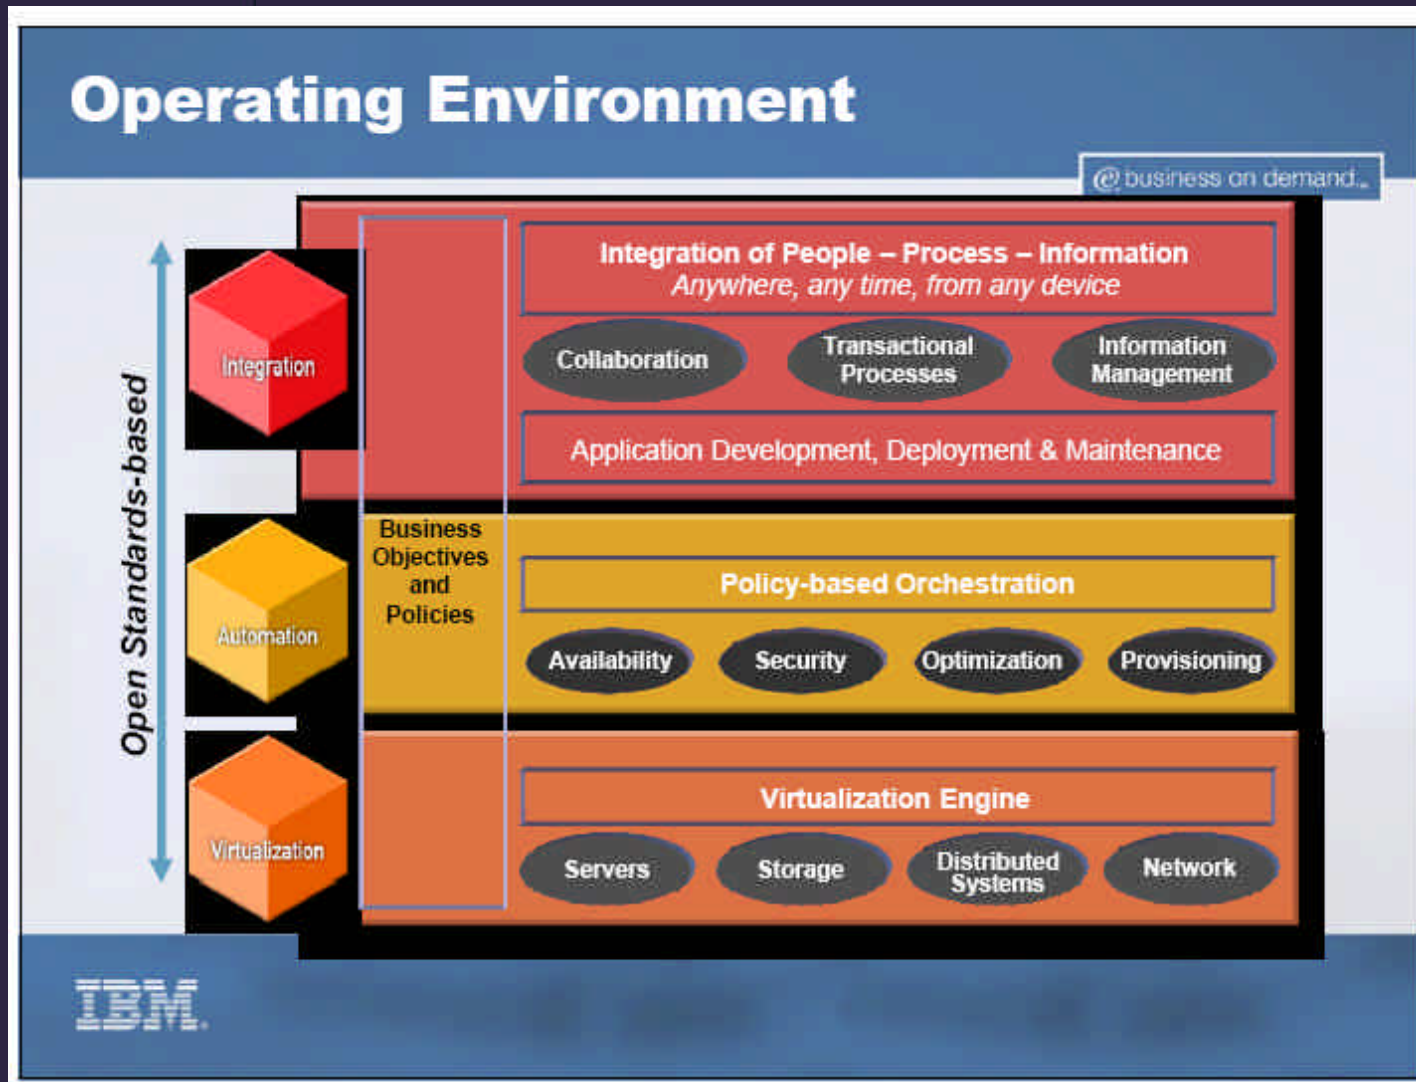 Operating Environment
e business on demand™
Integration of People – Process – Information
Anywhere, any time, from any device
Collaboration
Transactional
Processes
Information
Management
Application Development, Deployment & Maintenance
Integration
Open Standards-based
Business
Objectives
and
Policies
Policy-based Orchestration
Availability
Security
Optimization
Provisioning
Automation
Virtualization Engine
Servers
Storage
Distributed
Systems
Network
Virtualization
IBM.